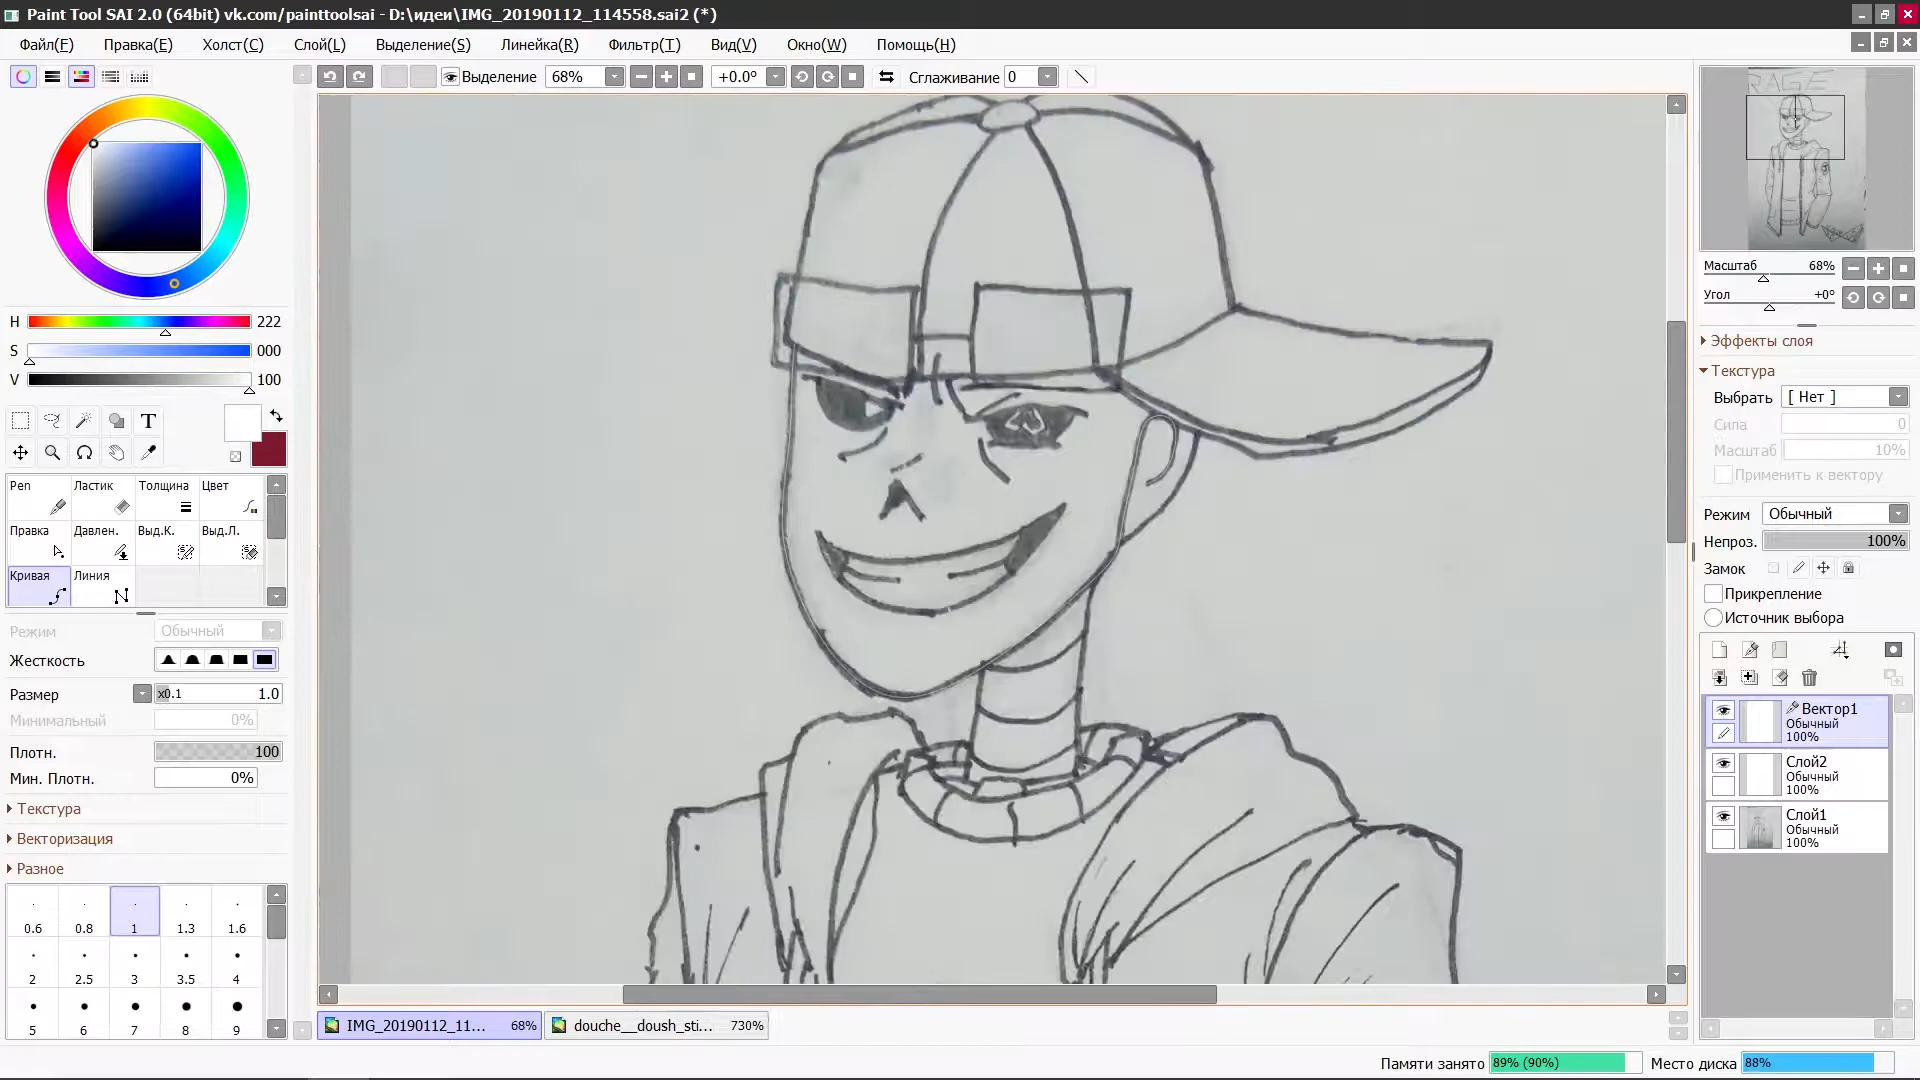 Paint Tool SAI 2.0 (64bit) vk.com/painttoolsai - D:\идеи\IMG_20190112_114558.sai2 (*)
Файл(F) Правка(E) Холст(C) Слой(L) Выделение(S) Линейка(R) Фильтр(T) Вид(V) Окно(W) Помощь(H)
Выделение 68% +0.0° Сглаживание 0
RAGE
H 222
S 000
V 100
T
Pen Ластик Толщина Цвет
Правка Давлен. Выд.К. Выд.Л.
Кривая Линия
Режим Обычный
Жесткость
Размер x0.1 1.0
Минимальный 0%
Плотн. 100
Мин. Плотн. 0%
Текстура
Векторизация
Разное
0.6 0.8 1 1.3 1.6
2 2.5 3 3.5 4
5 6 7 8 9
IMG_20190112_11... 68% douche__doush_sti... 730%
Масштаб 68%
Угол +0°
Эффекты слоя
Текстура
Выбрать [ Нет ]
Сила 0
Масштаб 10%
Применить к вектору
Режим Обычный
Непроз. 100%
Замок
Прикрепление
Источник выбора
Вектор1
Обычный
100%
Слой2
Обычный
100%
Слой1
Обычный
100%
Памяти занято 89% (90%) Место диска 88%